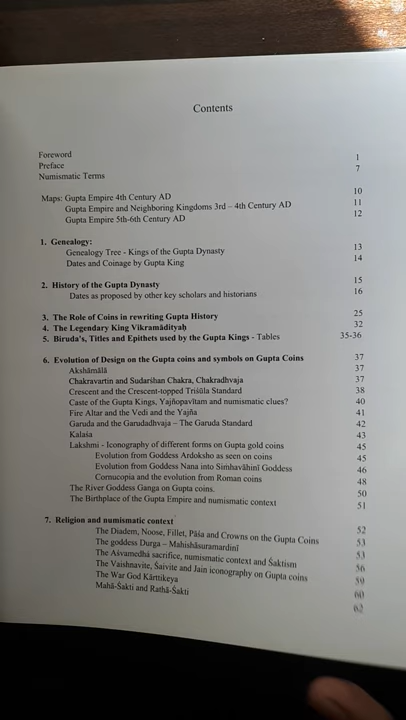 Contents
Foreword 1
Preface 7
Numismatic Terms
Maps: Gupta Empire 4th Century AD 10
Gupta Empire and Neighboring Kingdoms 3rd – 4th Century AD 11
Gupta Empire 5th-6th Century AD 12
1. Genealogy:
Genealogy Tree - Kings of the Gupta Dynasty 13
Dates and Coinage by Gupta King 14
2. History of the Gupta Dynasty 15
Dates as proposed by other key scholars and historians 16
3. The Role of Coins in rewriting Gupta History 25
4. The Legendary King Vikramādityaḥ 32
5. Biruda's, Titles and Epithets used by the Gupta Kings - Tables 35-36
6. Evolution of Design on the Gupta coins and symbols on Gupta Coins 37
Akshāmālā 37
Chakravartin and Sudarśhan Chakra, Chakradhvaja 37
Crescent and the Crescent-topped Triśūla Standard 38
Caste of the Gupta Kings, Yajñopavītam and numismatic clues? 40
Fire Altar and the Vedi and the Yajña 41
Garuda and the Garudadhvaja – The Garuda Standard 42
Kalaśa 43
Lakshmi - Iconography of different forms on Gupta gold coins 45
Evolution from Goddess Ardoksho as seen on coins 45
Evolution from Goddess Nana into Simhavāhinī Goddess 46
Cornucopia and the evolution from Roman coins 48
The River Goddess Ganga on Gupta coins. 50
The Birthplace of the Gupta Empire and numismatic context 51
7. Religion and numismatic context 52
The Diadem, Noose, Fillet, Pāśa and Crowns on the Gupta Coins 53
The goddess Durga – Mahishāsuramardinī 53
The Aśvamedhā sacrifice, numismatic context and Śaktism 56
The Vaishnavite, Śaivite and Jain iconography on Gupta coins 59
The War God Kārttikeya 60
Mahā-Śakti and Rathā-Śakti 62